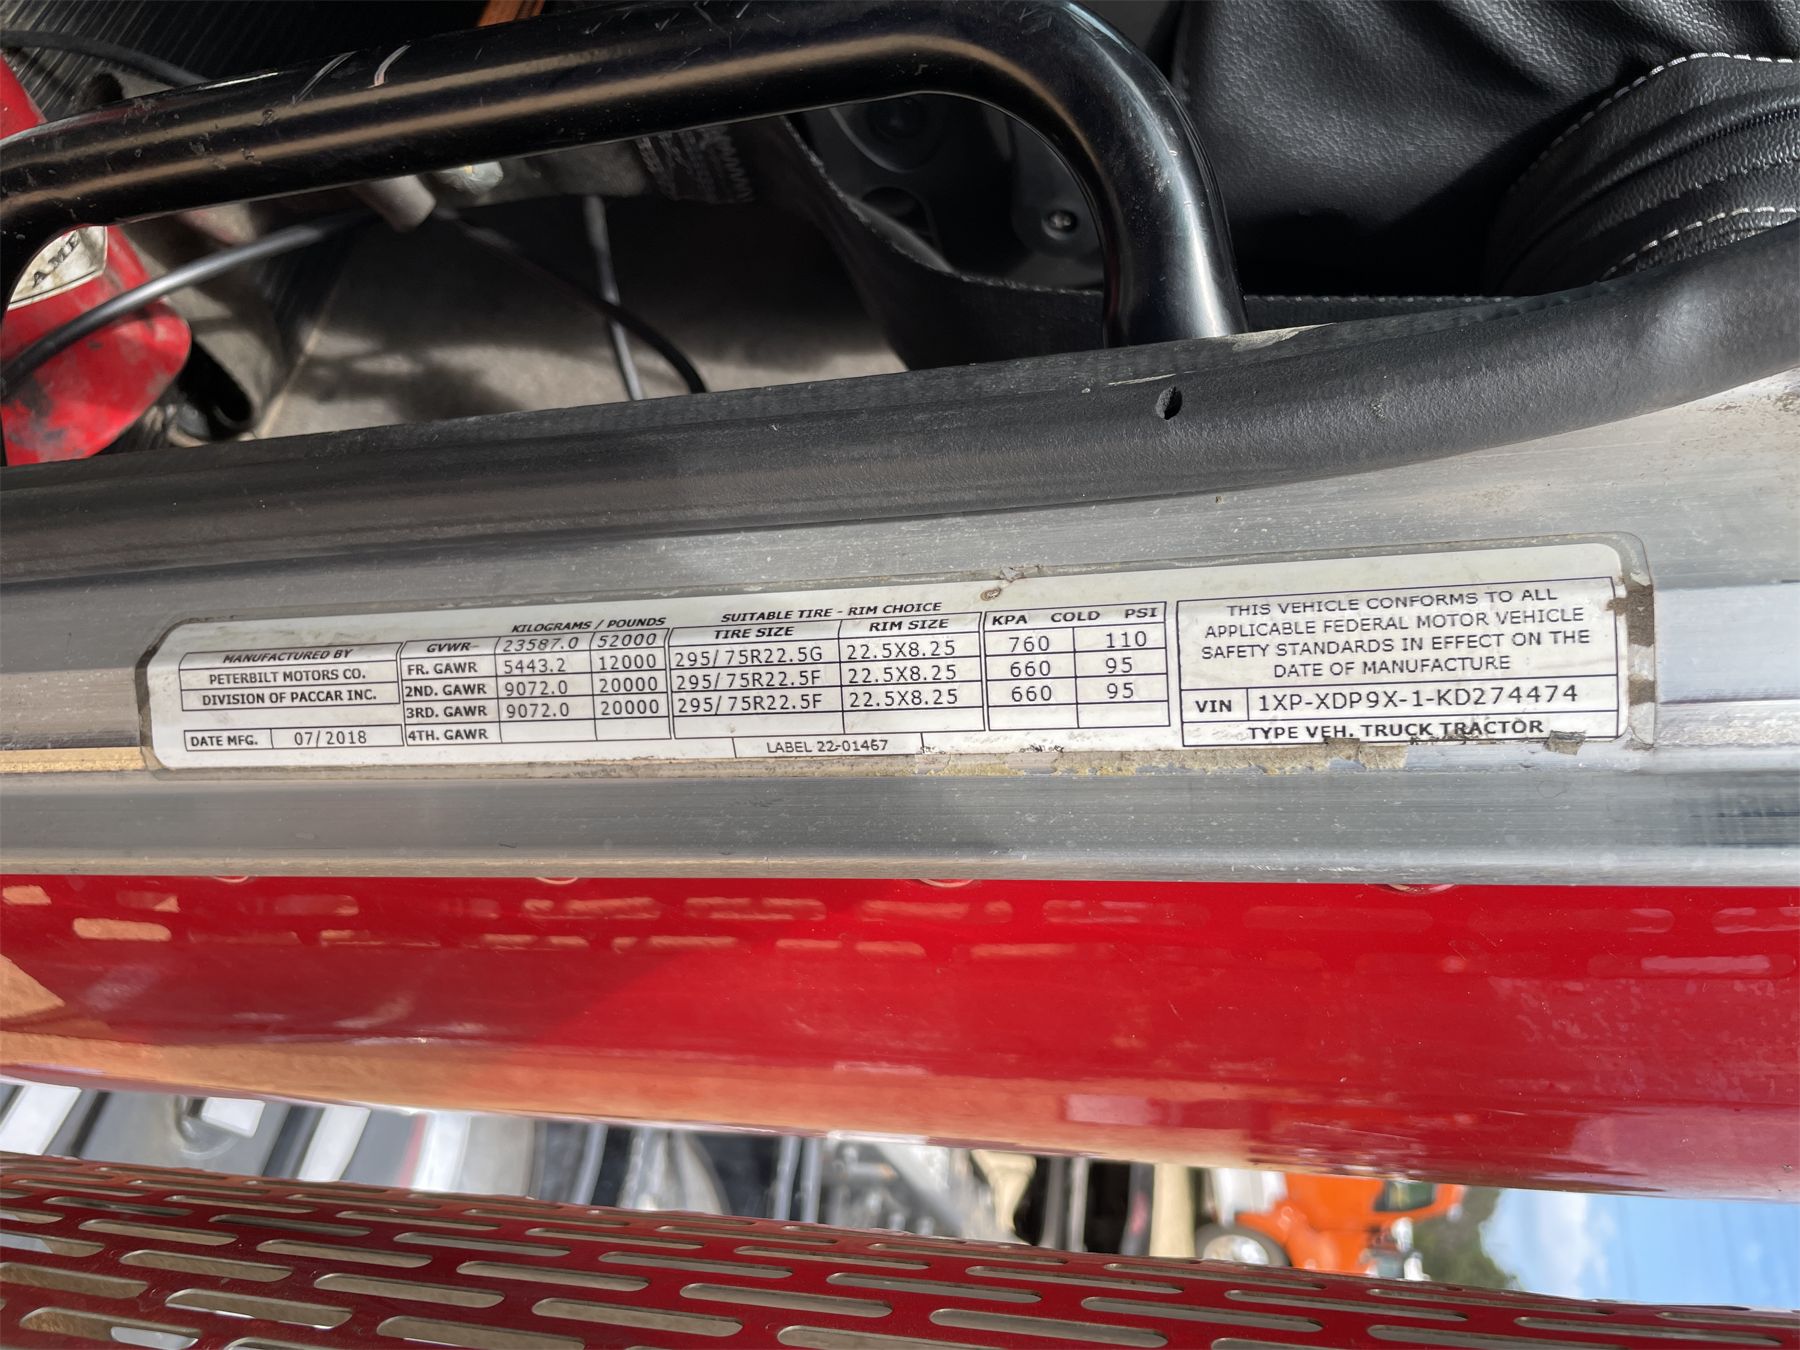 AMP
MANUFACTURED BY
PETERBILT MOTORS CO.
DIVISION OF PACCAR INC.
DATE MFG. 07/2018
KILOGRAMS / POUNDS
GVWR- 23587.0 52000
FR. GAWR 5443.2 12000
2ND. GAWR 9072.0 20000
3RD. GAWR 9072.0 20000
4TH. GAWR
SUITABLE TIRE - RIM CHOICE
TIRE SIZE RIM SIZE
295/75R22.5G 22.5X8.25
295/75R22.5F 22.5X8.25
295/75R22.5F 22.5X8.25
KPA COLD PSI
760 110
660 95
660 95
LABEL 22-01467
THIS VEHICLE CONFORMS TO ALL
APPLICABLE FEDERAL MOTOR VEHICLE
SAFETY STANDARDS IN EFFECT ON THE
DATE OF MANUFACTURE
VIN 1XP-XDP9X-1-KD274474
TYPE VEH. TRUCK TRACTOR